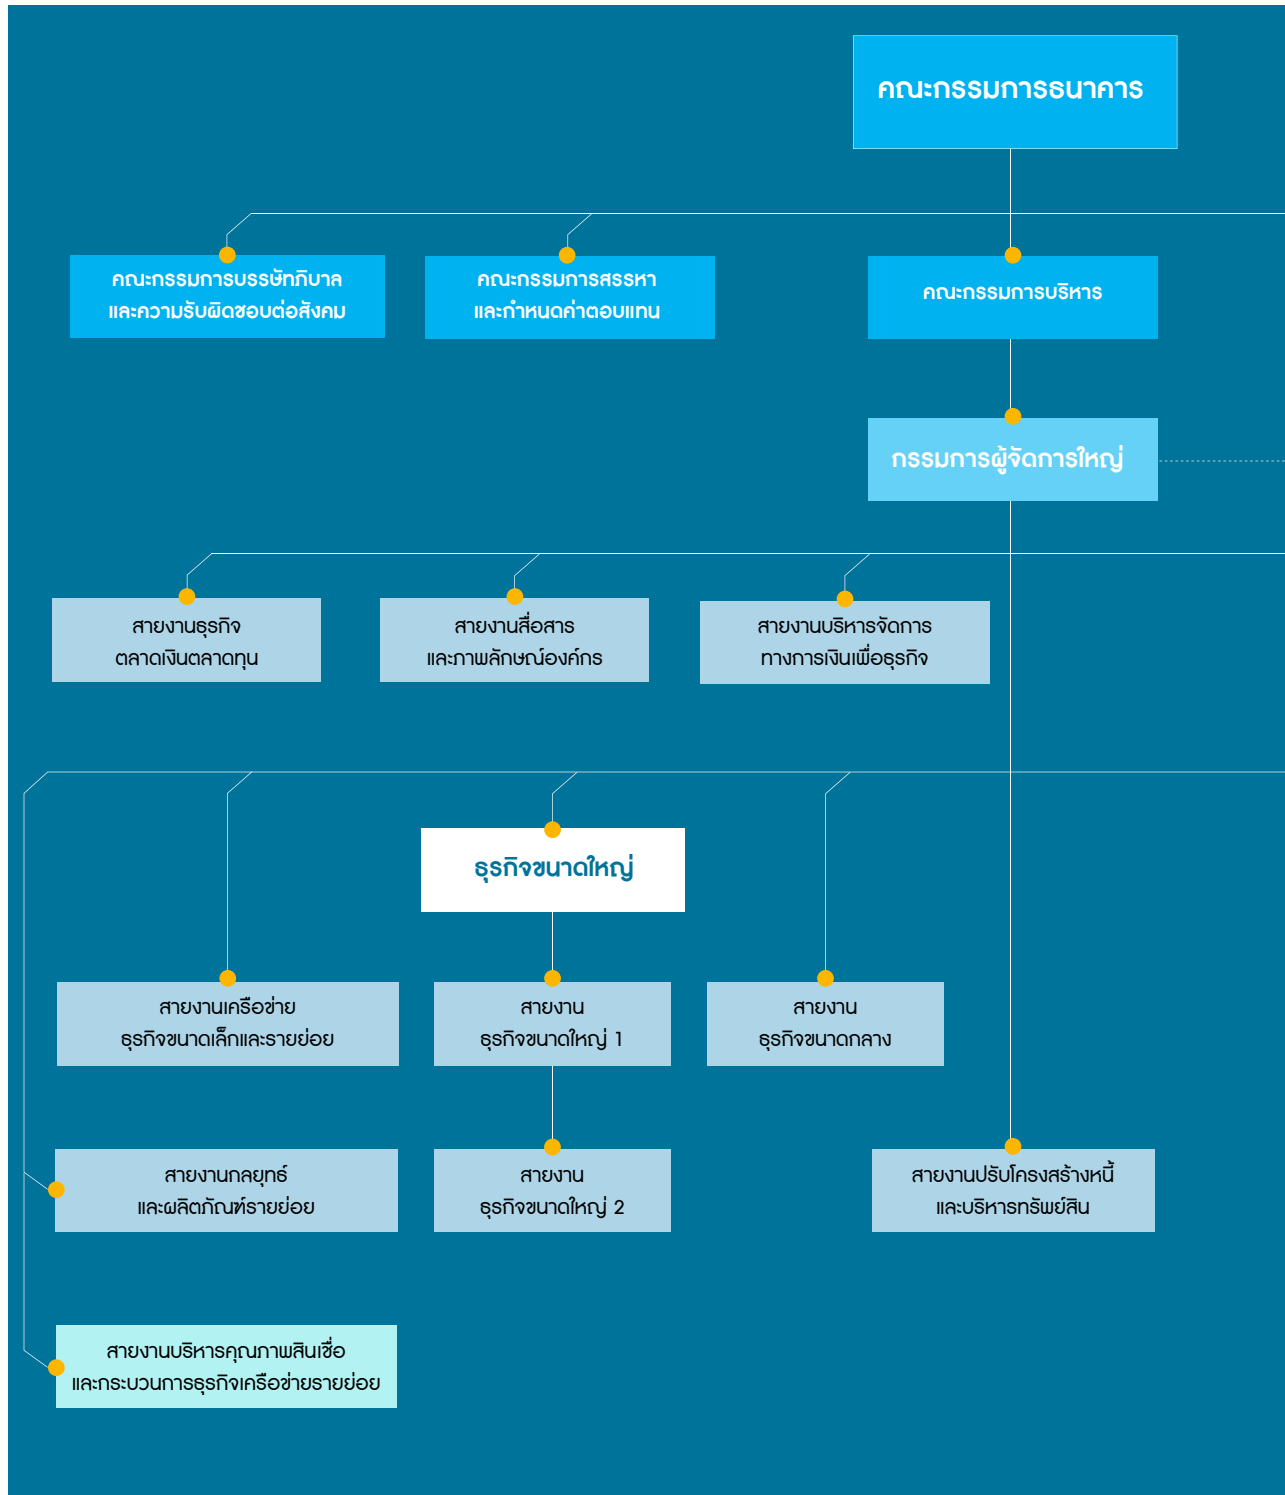 คณะกรรมการธนาคาร
คณะกรรมการบรรษัทภิบาล
และความรับผิดชอบต่อสังคม
คณะกรรมการสรรหา
และกำหนดค่าตอบแทน
คณะกรรมการบริหาร
กรรมการผู้จัดการใหญ่
สายงานธุรกิจ
ตลาดเงินตลาดทุน
สายงานสื่อสาร
และภาพลักษณ์องค์กร
สายงานบริหารจัดการ
ทางการเงินเพื่อธุรกิจ
ธุรกิจขนาดใหญ่
สายงานเครือข่าย
ธุรกิจขนาดเล็กและรายย่อย
สายงาน
ธุรกิจขนาดใหญ่ 1
สายงาน
ธุรกิจขนาดกลาง
สายงานกลยุทธ์
และผลิตภัณฑ์รายย่อย
สายงาน
ธุรกิจขนาดใหญ่ 2
สายงานปรับโครงสร้างหนี้
และบริหารทรัพย์สิน
สายงานบริหารคุณภาพสินเชื่อ
และกระบวนการธุรกิจเครือข่ายรายย่อย